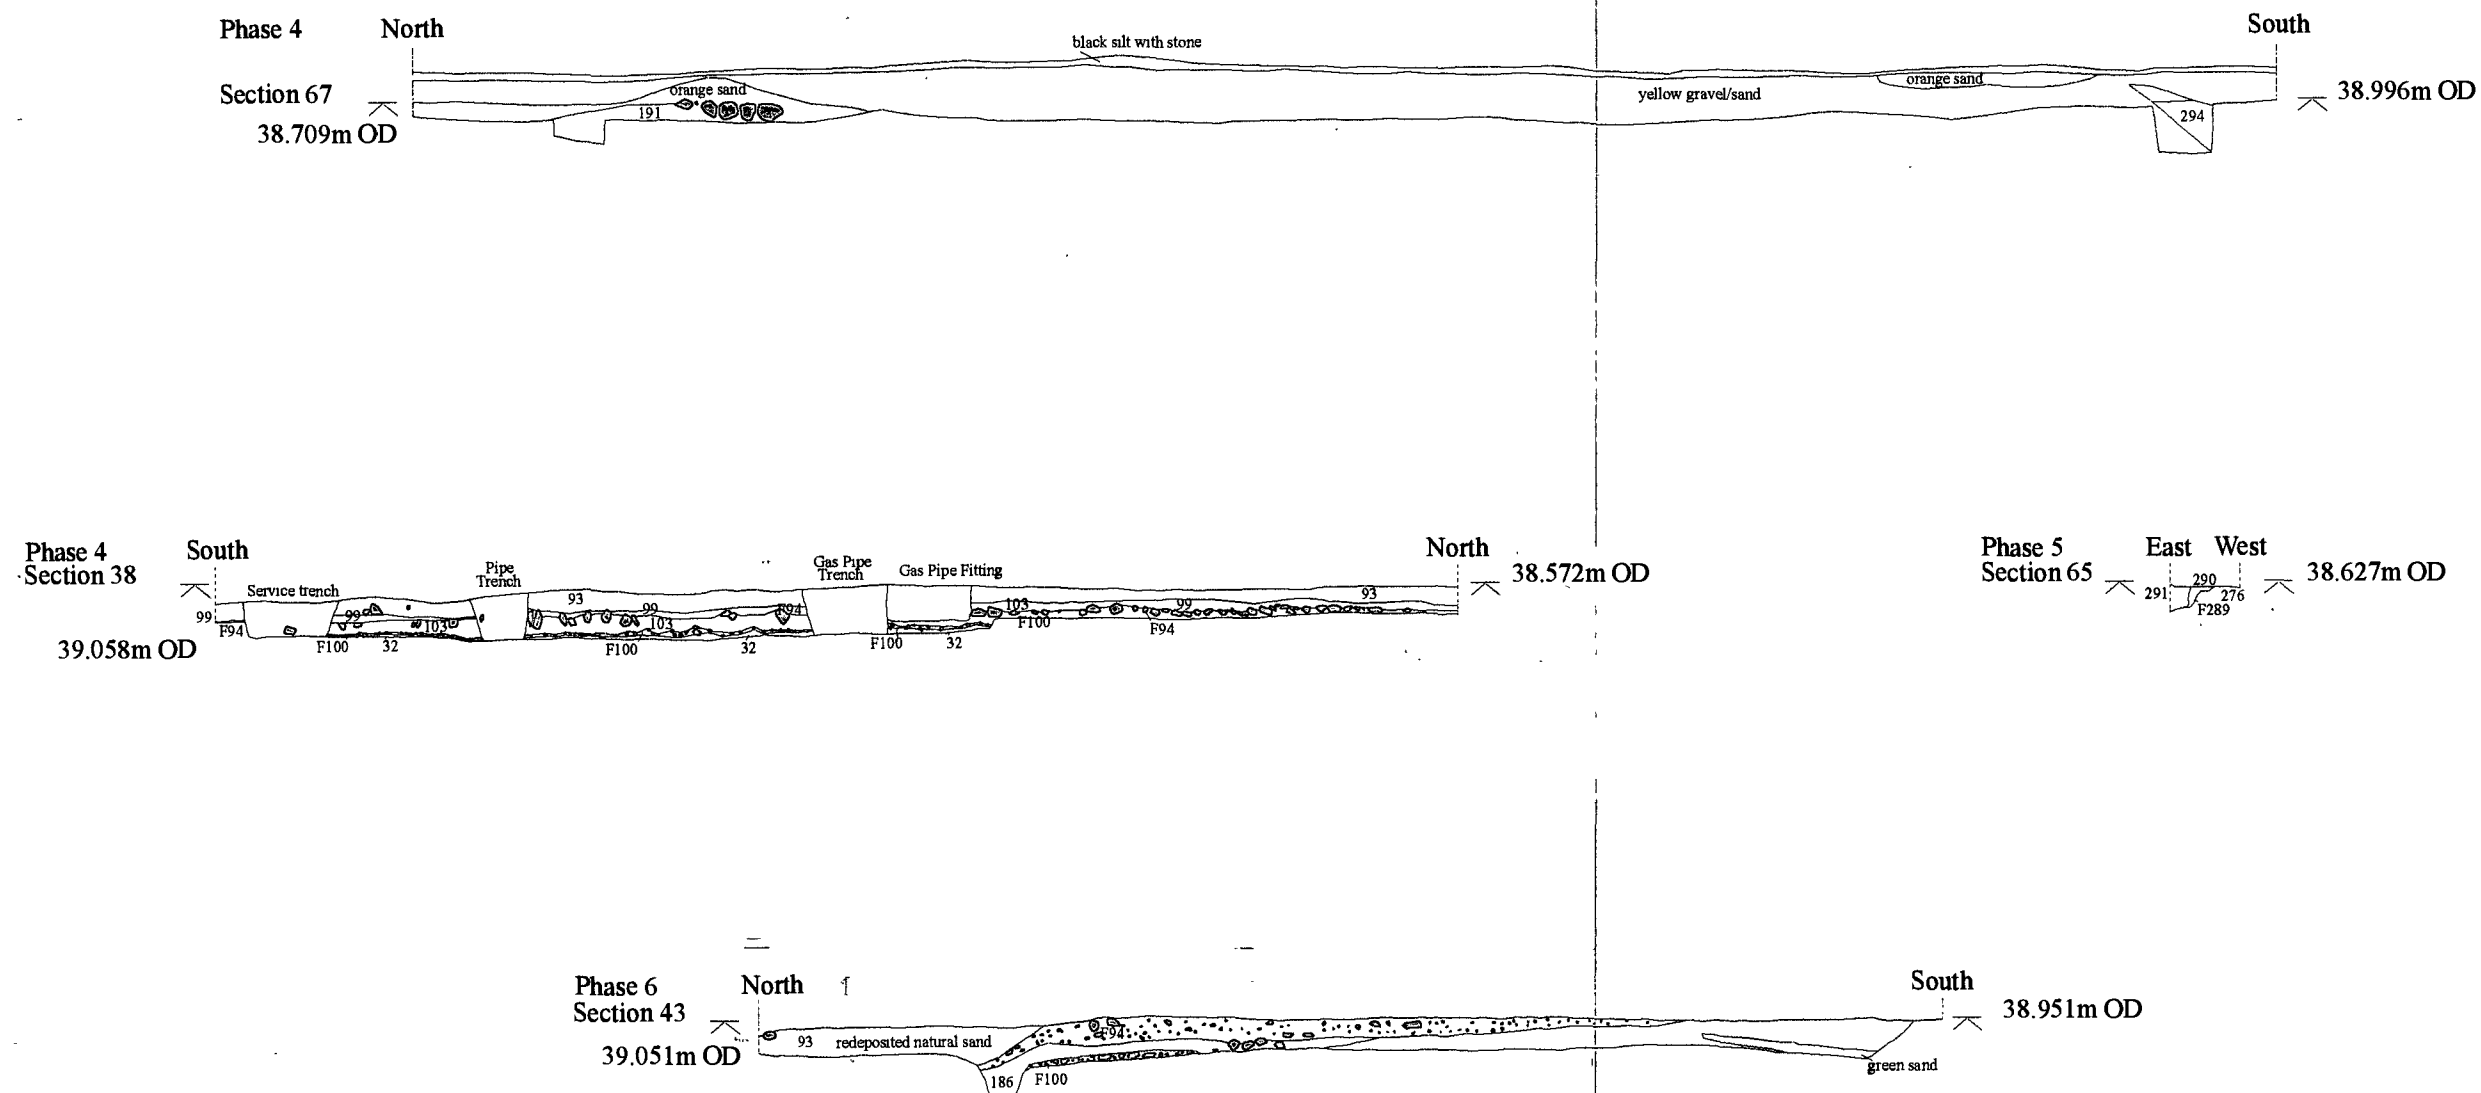 Phase 4
North
South
black silt with stone
Section 67
orange sand
orange sand
yellow gravel/sand
38.996m OD
191
294
38.709m OD
Phase 4
Section 38
South
North
38.572m OD
Service trench
Pipe
Trench
Gas Pipe
Trench
Gas Pipe Fitting
93
93
99
99
99
99
103
103
103
F94
F94
F94
F100
32
F100
32
F100
32
F100
39.058m OD
Phase 5
Section 65
East
West
38.627m OD
290
291
276
F289
Phase 6
Section 43
North
South
38.951m OD
39.051m OD
93
redeposited natural sand
F94
186
F100
green sand